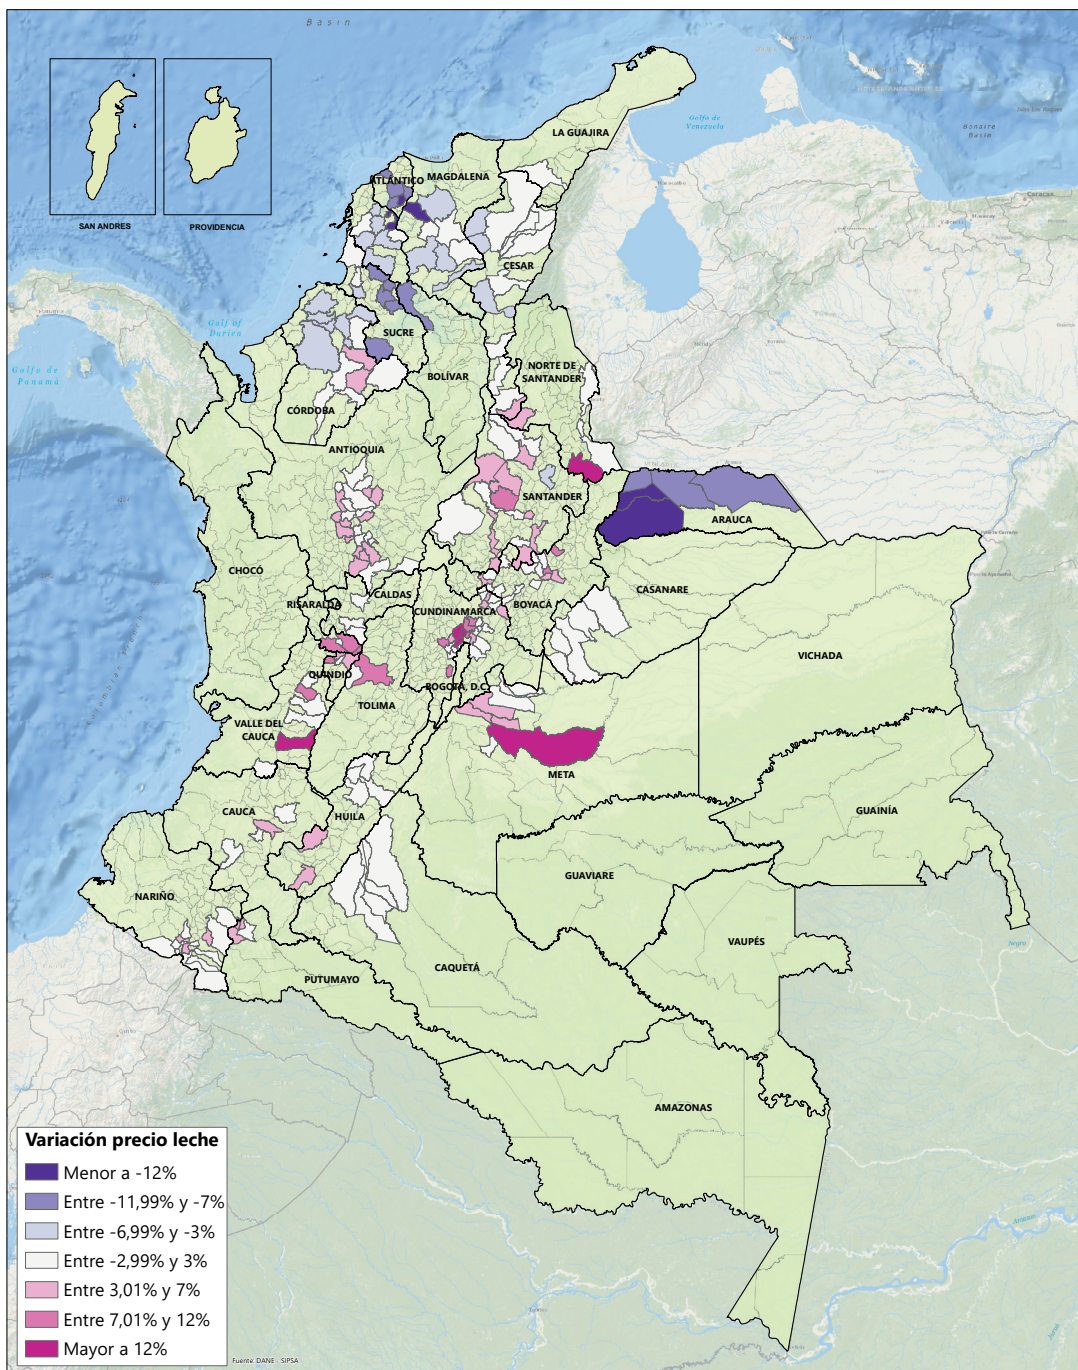 Basin
SAN ANDRES
PROVIDENCIA
Golfo de
Venezuela
Bonaire
Basin
Caracas
Maracaibo
LA GUAJIRA
MAGDALENA
ATLÁNTICO
CESAR
Gulf of
Darien
Golfo de
Panamá
SUCRE
BOLÍVAR
NORTE DE
SANTANDER
CÓRDOBA
ANTIOQUIA
SANTANDER
ARAUCA
CHOCÓ
CALDAS
RISARALDA
CUNDINAMARCA
BOYACÁ
CASANARE
VICHADA
QUINDIO
BOGOTÁ, D.C.
TOLIMA
VALLE DEL
CAUCA
META
CAUCA
HUILA
GUAINÍA
GUAVIARE
NARIÑO
VAUPÉS
CAQUETÁ
PUTUMAYO
AMAZONAS
Variación precio leche
Menor a -12%
Entre -11,99% y -7%
Entre -6,99% y -3%
Entre -2,99% y 3%
Entre 3,01% y 7%
Entre 7,01% y 12%
Mayor a 12%
Fuente: DANE - SIPSA